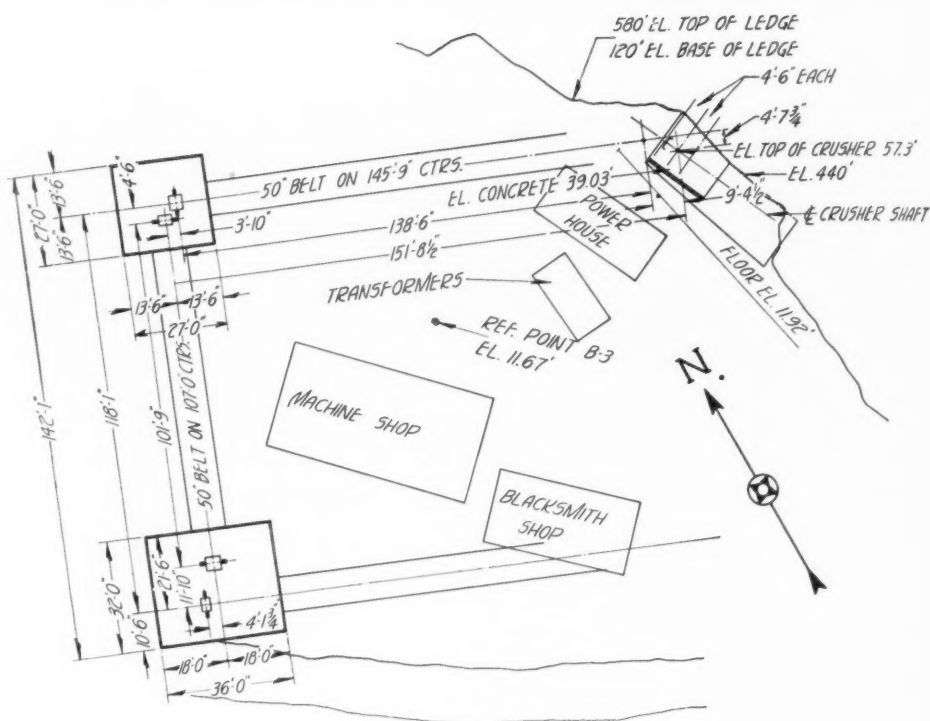 580' EL. TOP OF LEDGE
120' EL. BASE OF LEDGE
4'-6" EACH
4'-7¾"
EL. TOP OF CRUSHER 57.3'
EL. 440'
9'-4½"
℄ CRUSHER SHAFT
50" BELT ON 145'-9" CTRS.
EL. CONCRETE 39.03'
138'-6"
151'-8½"
POWER
HOUSE
FLOOR EL. 11.92'
TRANSFORMERS
REF. POINT B-3
EL. 11.67'
MACHINE SHOP
BLACKSMITH
SHOP
N.
4'-6"
13'-6"
27'-0"
13'-6"
3'-10"
13'-6"
13'-6"
27'-0"
142'-1"
118'-1"
101'-9"
50" BELT ON 107'-0 CTRS.
32'-0"
21'-6"
11'-10"
10'-6"
4'-1¾"
18'-0"
18'-0"
36'-0"